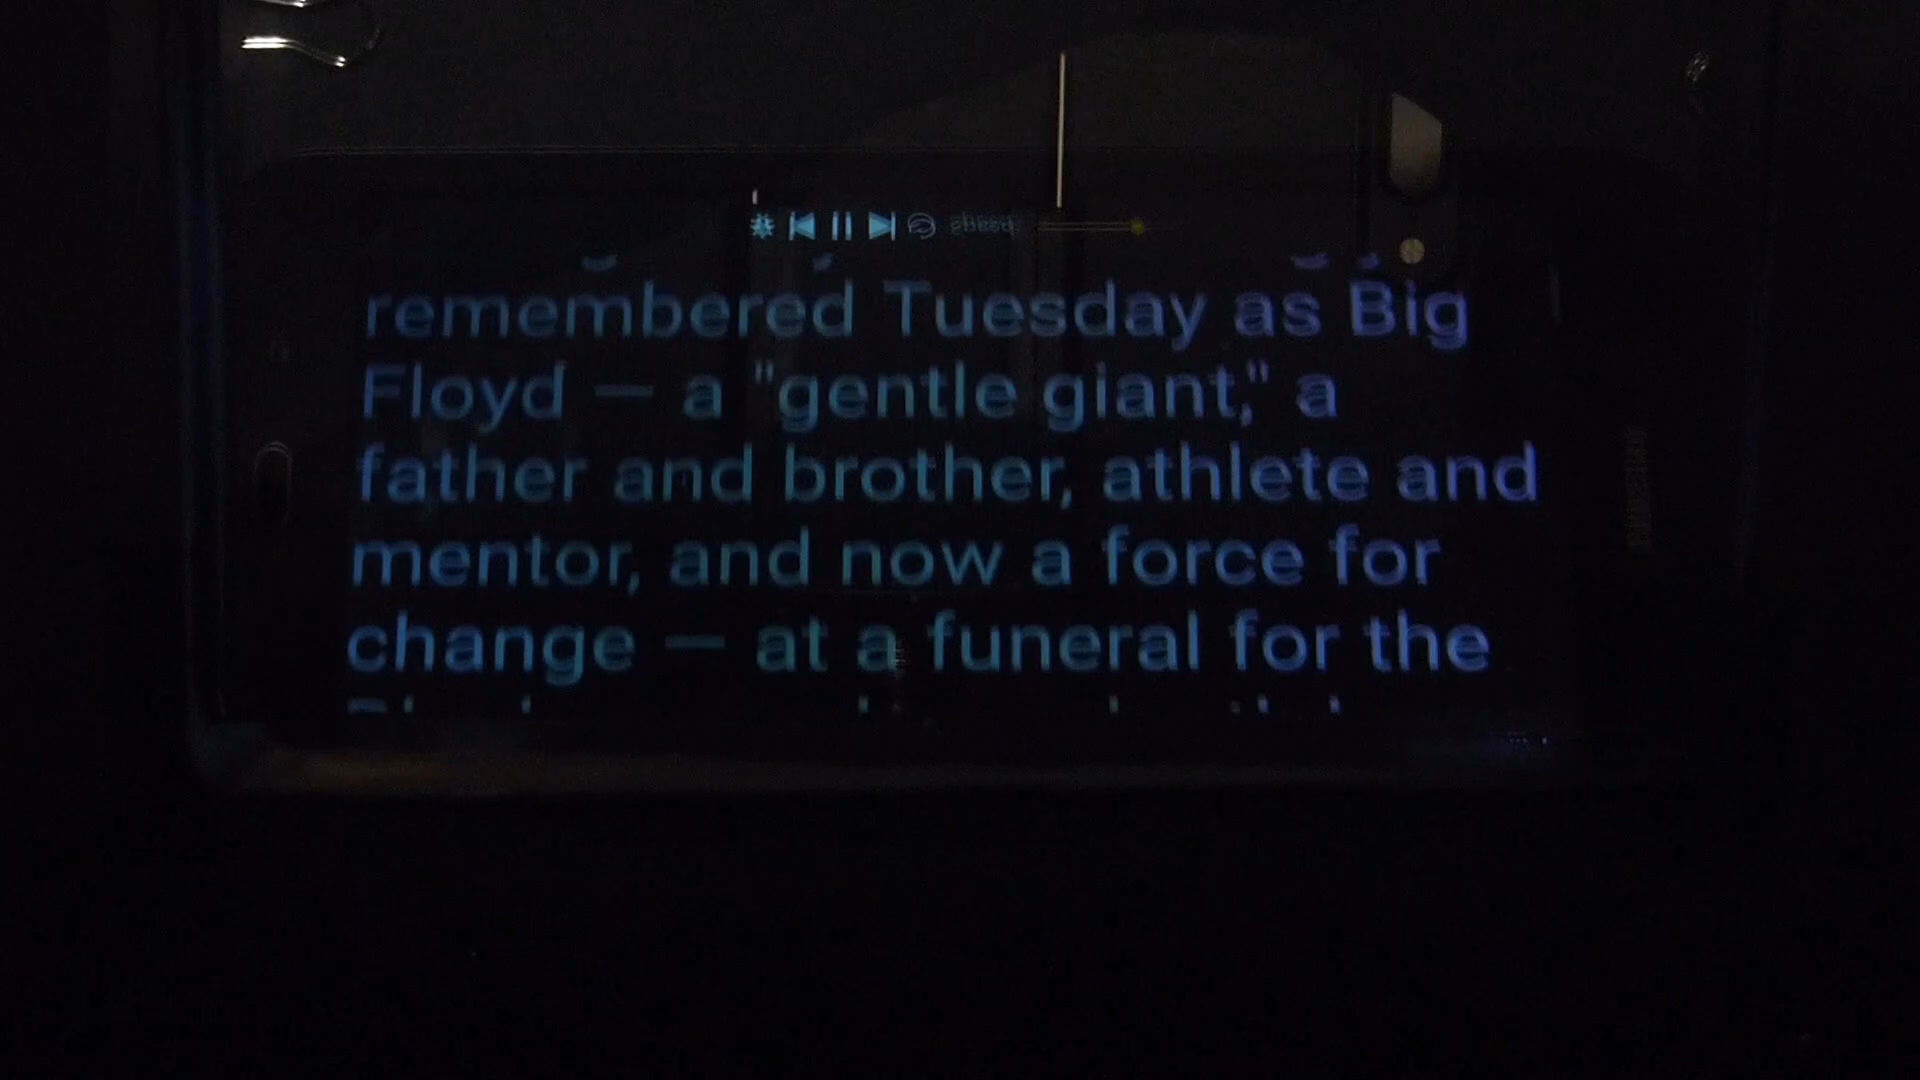 speed:
remembered Tuesday as Big
Floyd — a "gentle giant," a
father and brother, athlete and
mentor, and now a force for
change — at a funeral for the